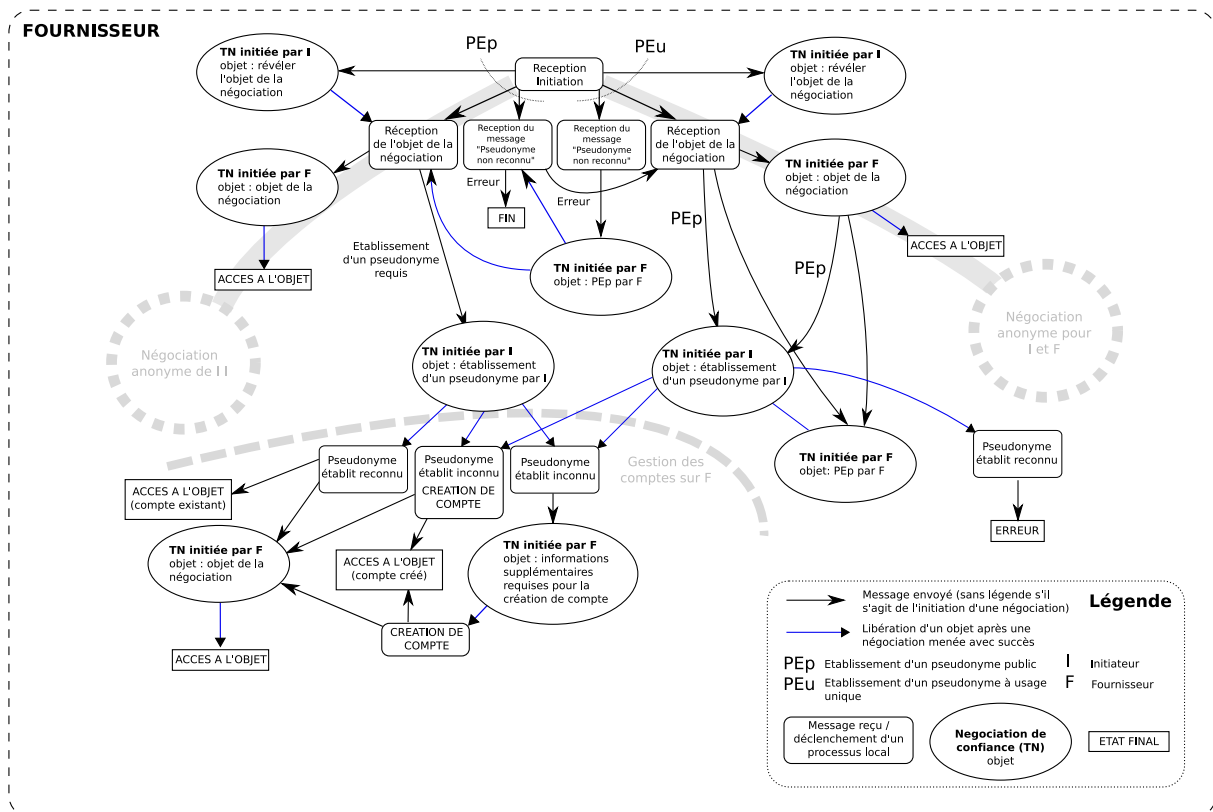 FOURNISSEUR
TN initiée par I
objet : révéler
l'objet de la
négociation
PEp
PEu
Reception
Initiation
TN initiée par I
objet : révéler
l'objet de la
négociation
Réception
de l'objet de la
négociation
Reception du
message
"Pseudonyme
non reconnu"
Reception du
message
"Pseudonyme
non reconnu"
Réception
de l'objet de la
négociation
TN initiée par F
objet : objet de la
négociation
TN initiée par F
objet : objet de la
négociation
Erreur
Erreur
FIN
PEp
ACCES A L'OBJET
Etablissement
d'un pseudonyme
requis
TN initiée par F
objet : PEp par F
PEp
ACCES A L'OBJET
Négociation
anonyme de I I
Négociation
anonyme pour
I et F
TN initiée par I
objet : établissement
d'un pseudonyme par I
TN initiée par I
objet : établissement
d'un pseudonyme par I
Pseudonyme
établit reconnu
Pseudonyme
établit inconnu
CREATION DE
COMPTE
Pseudonyme
établit inconnu
Gestion des
comptes sur F
TN initiée par F
objet: PEp par F
Pseudonyme
établit reconnu
ACCES A L'OBJET
(compte existant)
ERREUR
TN initiée par F
objet : objet de la
négociation
ACCES A L'OBJET
(compte créé)
TN initiée par F
objet : informations
supplémentaires
requises pour la
création de compte
CREATION DE
COMPTE
ACCES A L'OBJET
Légende
Message envoyé (sans légende s'il
s'agit de l'initiation d'une négociation)
Libération d'un objet après une
négociation menée avec succès
PEp Etablissement d'un pseudonyme public
I Initiateur
PEu Etablissement d'un pseudonyme à usage
unique
F Fournisseur
Message reçu /
déclenchement d'un
processus local
Negociation de
confiance (TN)
objet
ETAT FINAL